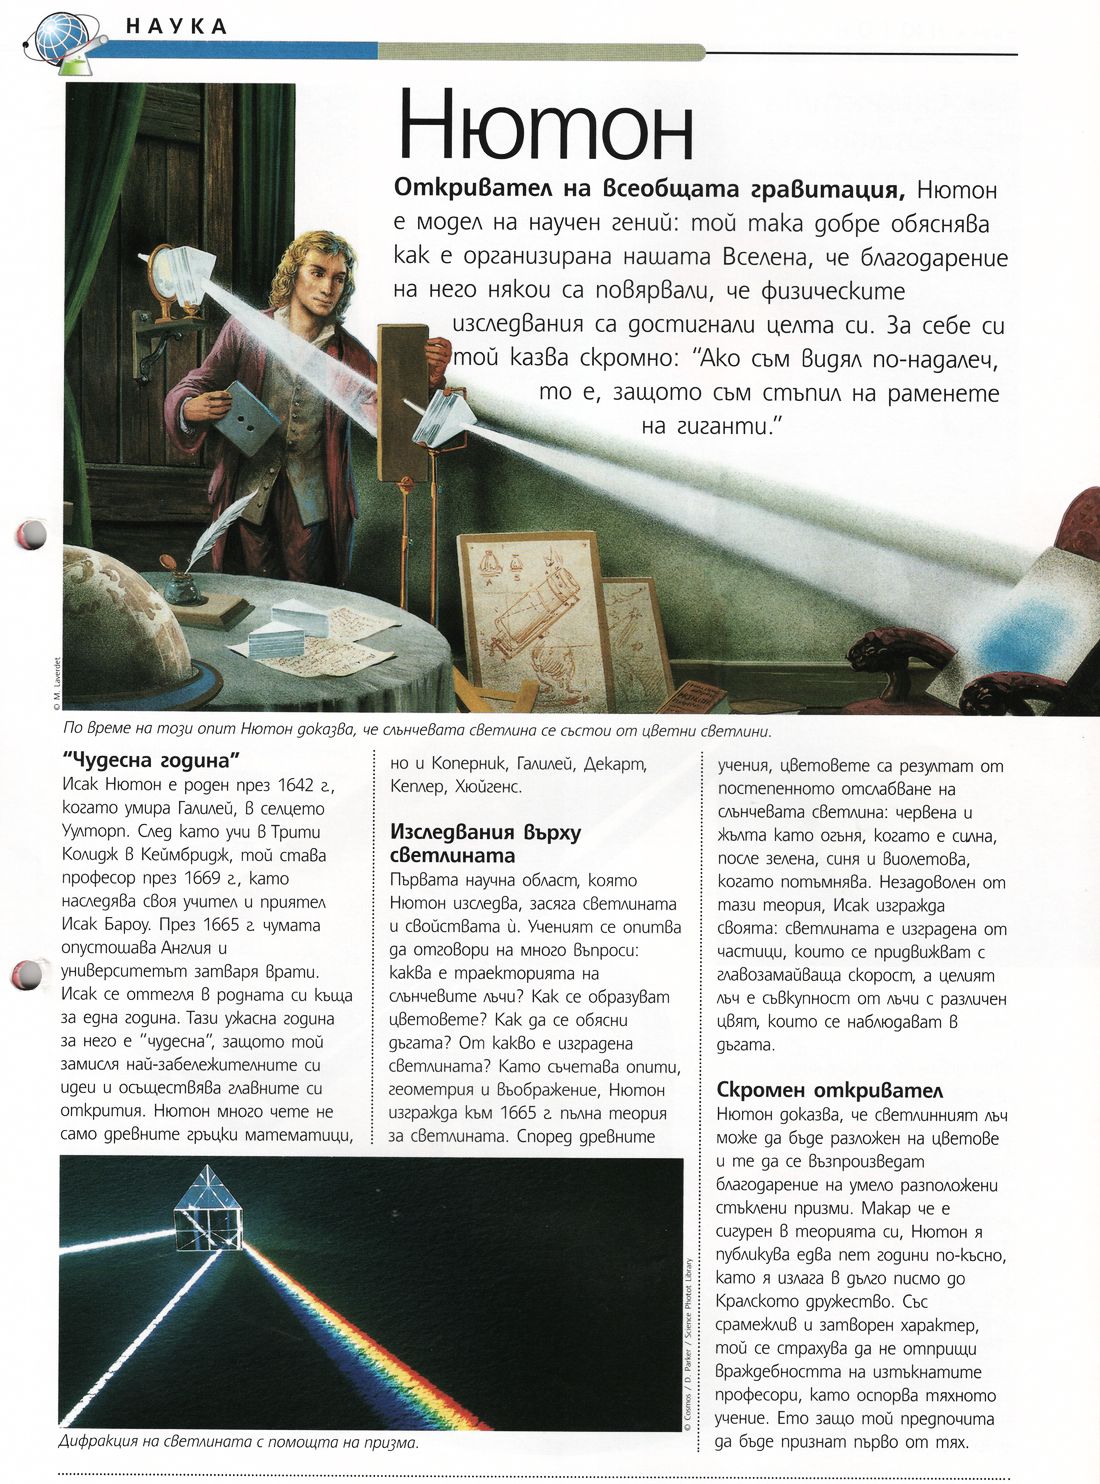 НАУКА
Нютон
Откривател на всеобщата гравитация, Нютон
е модел на научен гений: той така добре обяснява
как е организирана нашата Вселена, че благодарение
на него някои са повярвали, че физическите
изследвания са достигнали целта си. За себе си
той казва скромно: “Ако съм видял по-надалеч,
то е, защото съм стъпил на раменете
на гиганти.”
© M. Laverdet
По време на този опит Нютон доказва, че слънчевата светлина се състои от цветни светлини.
“Чудесна година”
Исак Нютон е роден през 1642 г.,
когато умира Галилей, в селцето
Уулторп. След като учи в Трити
Колидж в Кеймбридж, той става
професор през 1669 г., като
наследява своя учител и приятел
Исак Бароу. През 1665 г. чумата
опустошава Англия и
университетът затваря врати.
Исак се оттегля в родната си къща
за една година. Тази ужасна година
за него е “чудесна”, защото той
замисля най-забележителните си
идеи и осъществява главните си
открития. Нютон много чете не
само древните гръцки математици,
но и Коперник, Галилей, Декарт,
Кеплер, Хюйгенс.
Изследвания върху
светлината
Първата научна област, която
Нютон изследва, засяга светлината
и свойствата ѝ. Ученият се опитва
да отговори на много въпроси:
каква е траекторията на
слънчевите лъчи? Как се образуват
цветовете? Как да се обясни
дъгата? От какво е изградена
светлината? Като съчетава опити,
геометрия и въображение, Нютон
изгражда към 1665 г. пълна теория
за светлината. Според древните
учения, цветовете са резултат от
постепенното отслабване на
слънчевата светлина: червена и
жълта като огъня, когато е силна,
после зелена, синя и виолетова,
когато потъмнява. Незадоволен от
тази теория, Исак изгражда
своята: светлината е изградена от
частици, които се придвижват с
главозамайваща скорост, а целият
лъч е съвкупност от лъчи с различен
цвят, които се наблюдават в
дъгата.
Скромен откривател
Нютон доказва, че светлинният лъч
може да бъде разложен на цветове
и те да се възпроизведат
благодарение на умело разположени
стъклени призми. Макар че е
сигурен в теорията си, Нютон я
публикува едва пет години по-късно,
като я излага в дълго писмо до
Кралското дружество. Със
срамежлив и затворен характер,
той се страхува да не отприщи
враждебността на изтъкнатите
професори, като оспорва тяхното
учение. Ето защо той предпочита
да бъде признат първо от тях.
© Cosmos / D. Parker / Science Photot Library
Дифракция на светлината с помощта на призма.